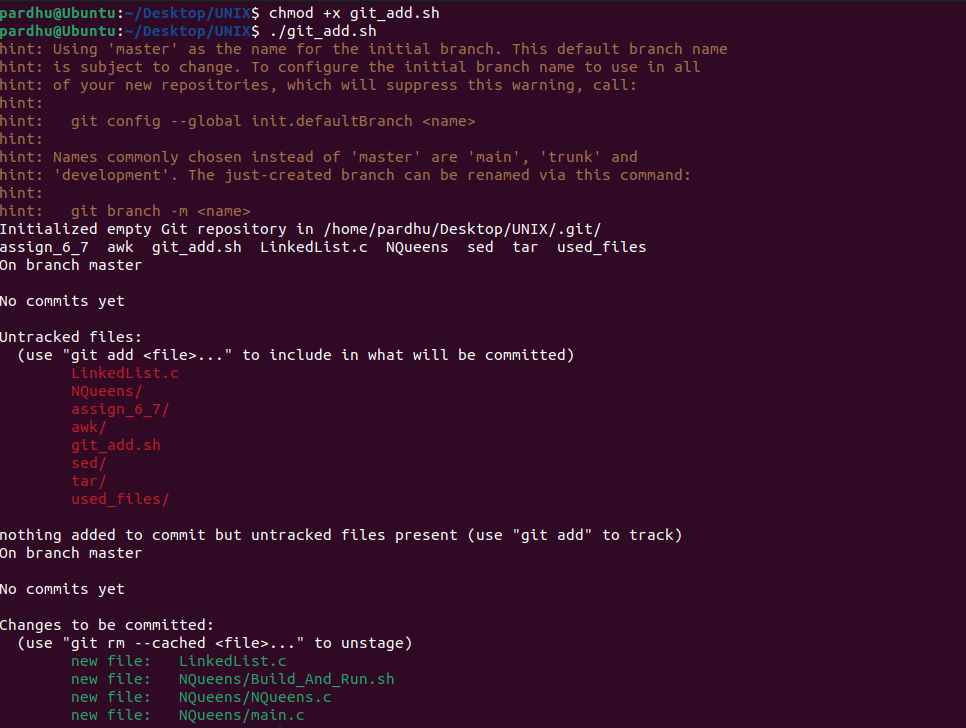 pardhu@Ubuntu:~/Desktop/UNIX$ chmod +x git_add.sh
pardhu@Ubuntu:~/Desktop/UNIX$ ./git_add.sh
hint: Using 'master' as the name for the initial branch. This default branch name
hint: is subject to change. To configure the initial branch name to use in all
hint: of your new repositories, which will suppress this warning, call:
hint:
hint:   git config --global init.defaultBranch <name>
hint:
hint: Names commonly chosen instead of 'master' are 'main', 'trunk' and
hint: 'development'. The just-created branch can be renamed via this command:
hint:
hint:   git branch -m <name>
Initialized empty Git repository in /home/pardhu/Desktop/UNIX/.git/
assign_6_7  awk  git_add.sh  LinkedList.c  NQueens  sed  tar  used_files
On branch master

No commits yet

Untracked files:
  (use "git add <file>..." to include in what will be committed)
        LinkedList.c
        NQueens/
        assign_6_7/
        awk/
        git_add.sh
        sed/
        tar/
        used_files/

nothing added to commit but untracked files present (use "git add" to track)
On branch master

No commits yet

Changes to be committed:
  (use "git rm --cached <file>..." to unstage)
        new file:   LinkedList.c
        new file:   NQueens/Build_And_Run.sh
        new file:   NQueens/NQueens.c
        new file:   NQueens/main.c